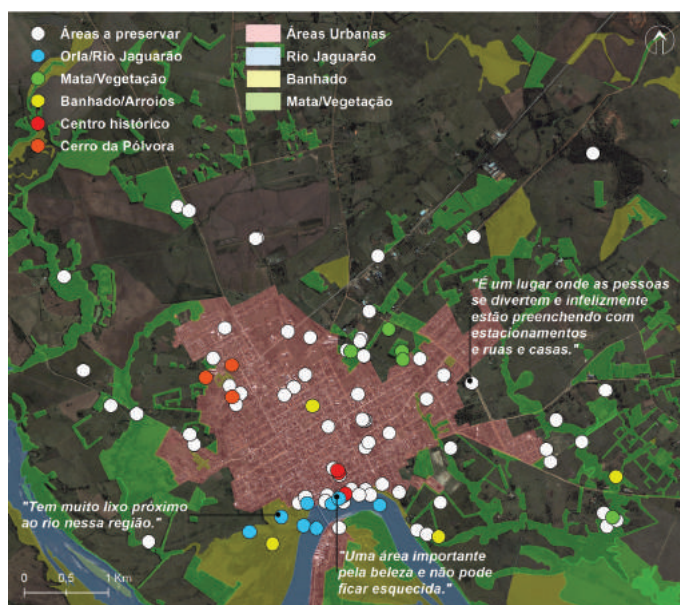 Áreas a preservar
Orla/Rio Jaguarão
Mata/Vegetação
Banhado/Arroios
Centro histórico
Cerro da Pólvora
Áreas Urbanas
Rio Jaguarão
Banhado
Mata/Vegetação
"É um lugar onde as pessoas
se divertem e infelizmente
estão preenchendo com
estacionamentos
e ruas e casas."
"Tem muito lixo próximo
ao rio nessa região."
"Uma área importante
pela beleza e não pode
ficar esquecida."
0 0,5 1 Km